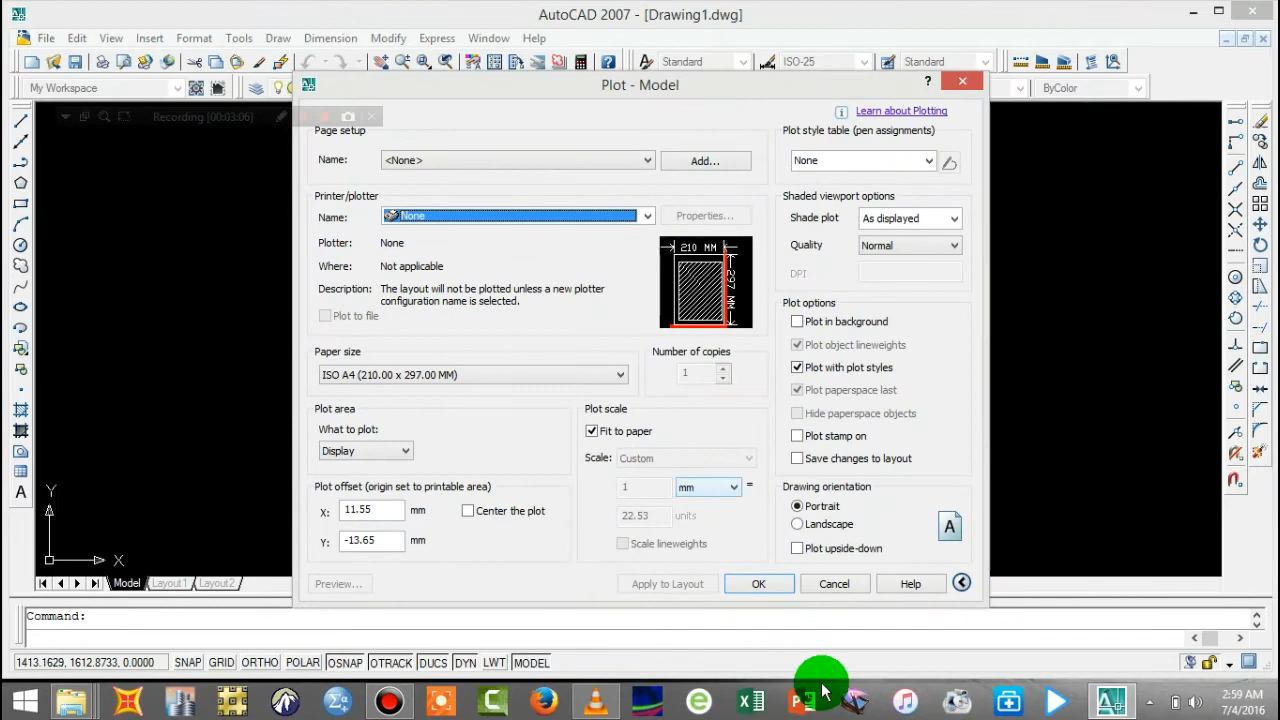 AutoCAD 2007 - [Drawing1.dwg]
File Edit View Insert Format Tools Draw Dimension Modify Express Window Help
Standard ISO-25 Standard
My Workspace ByColor
Recording [00:03:06]
Plot - Model
?
Learn about Plotting
Page setup
Name: <None> Add...
Printer/plotter
Name: None Properties...
Plotter: None
Where: Not applicable
Description: The layout will not be plotted unless a new plotter
configuration name is selected.
Plot to file
210 MM
297 MM
Paper size
ISO A4 (210.00 x 297.00 MM)
Number of copies
1
Plot area
What to plot:
Display
Plot offset (origin set to printable area)
X: 11.55 mm Center the plot
Y: -13.65 mm
Plot scale
Fit to paper
Scale: Custom
1 mm =
22.53 units
Scale lineweights
Plot style table (pen assignments)
None
Shaded viewport options
Shade plot As displayed
Quality Normal
DPI
Plot options
Plot in background
Plot object lineweights
Plot with plot styles
Plot paperspace last
Hide paperspace objects
Plot stamp on
Save changes to layout
Drawing orientation
Portrait
Landscape
A
Plot upside-down
Preview... Apply to Layout OK Cancel Help
Y
X
A
Model Layout1 Layout2
Command:
1413.1629, 1612.8733, 0.0000 SNAP GRID ORTHO POLAR OSNAP OTRACK DUCS DYN LWT MODEL
2:59 AM
7/4/2016